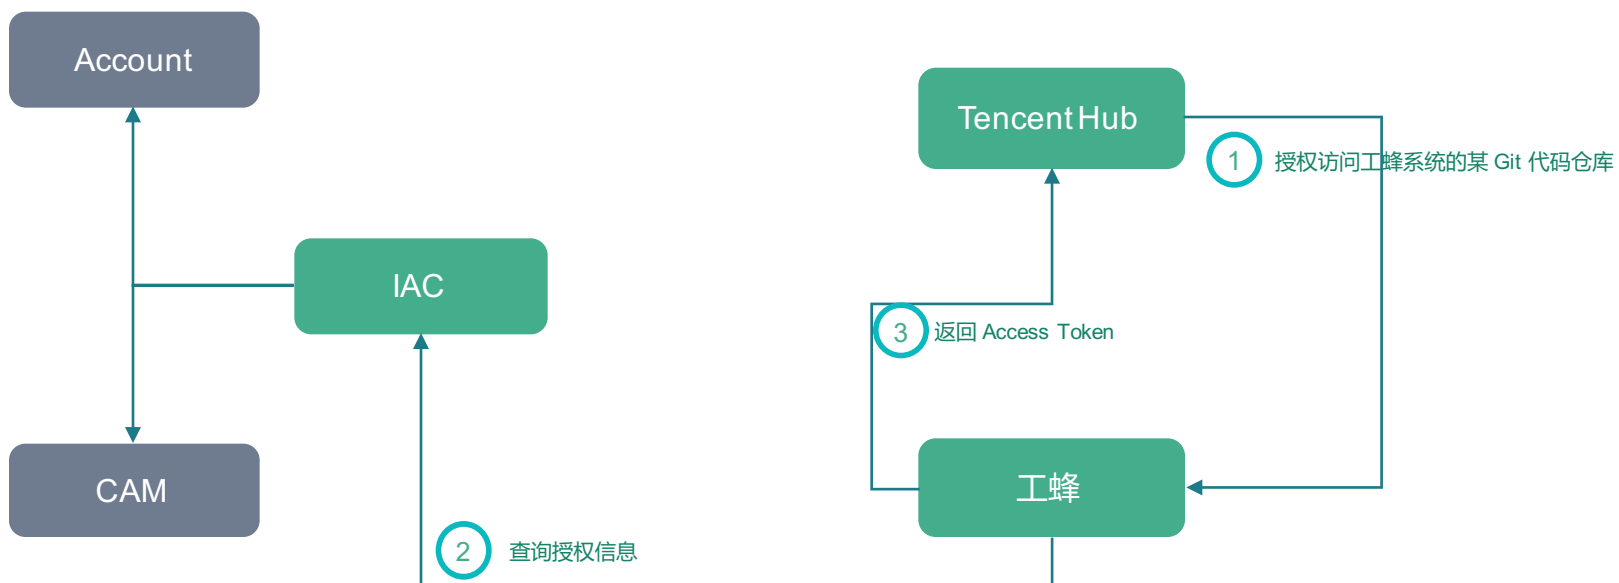 Account
Tencent Hub
1 授权访问工蜂系统的某 Git 代码仓库
IAC
3 返回 Access Token
CAM
工蜂
2 查询授权信息